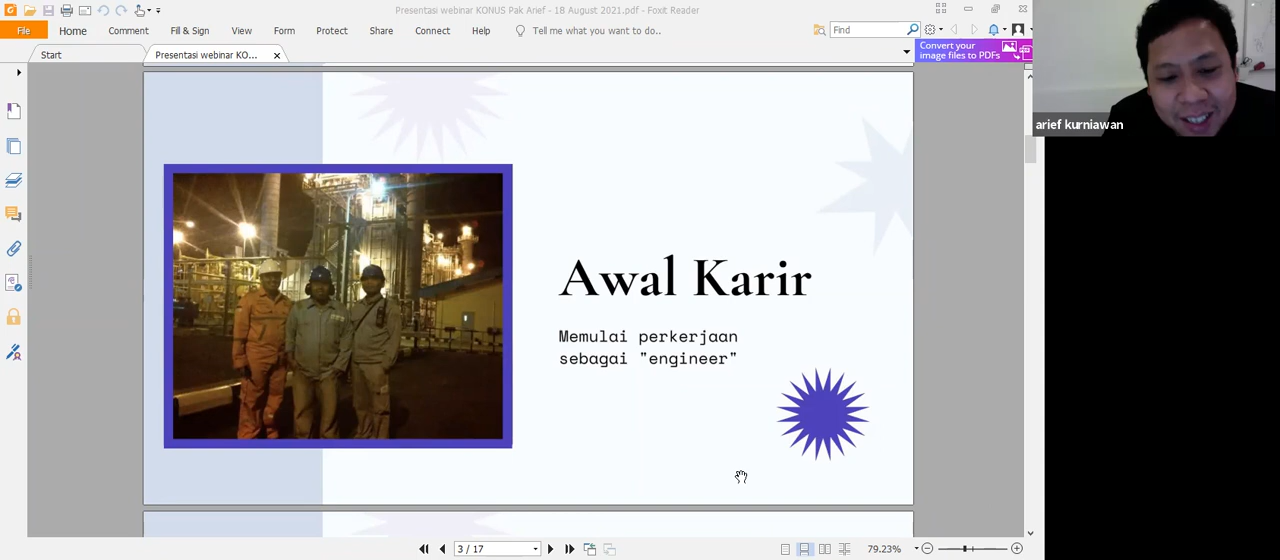 Presentasi webinar KONUS Pak Arief - 18 August 2021.pdf - Foxit Reader
File Home Comment Fill & Sign View Form Protect Share Connect Help Tell me what you want to do.. Find
Start Presentasi webinar KO... Convert your
image files to PDFs
arief kurniawan
Awal Karir
Memulai perkerjaan
sebagai "engineer"
3 / 17
79.23%